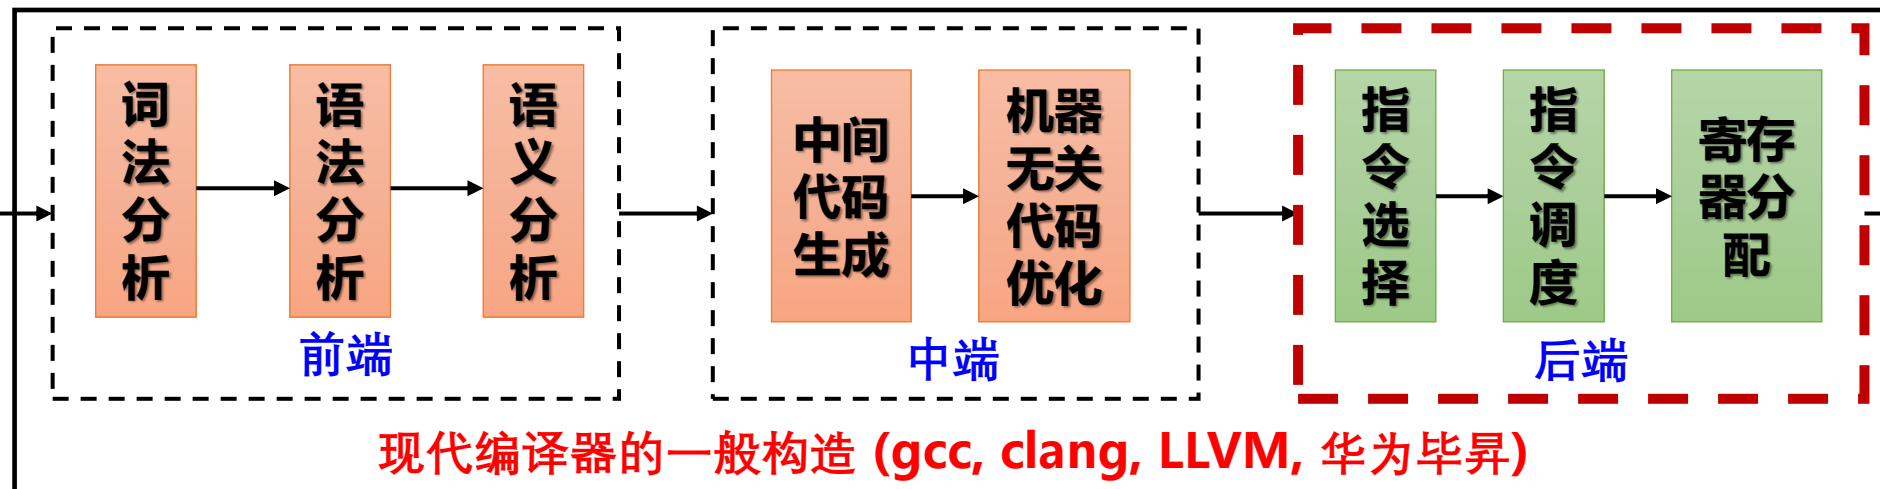 词
法
分
析
语
法
分
析
语
义
分
析
前端
中间
代码
生成
机器
无关
代码
优化
中端
指
令
选
择
指
令
调
度
寄存
器分
配
后端
现代编译器的一般构造 (gcc, clang, LLVM, 华为毕昇)